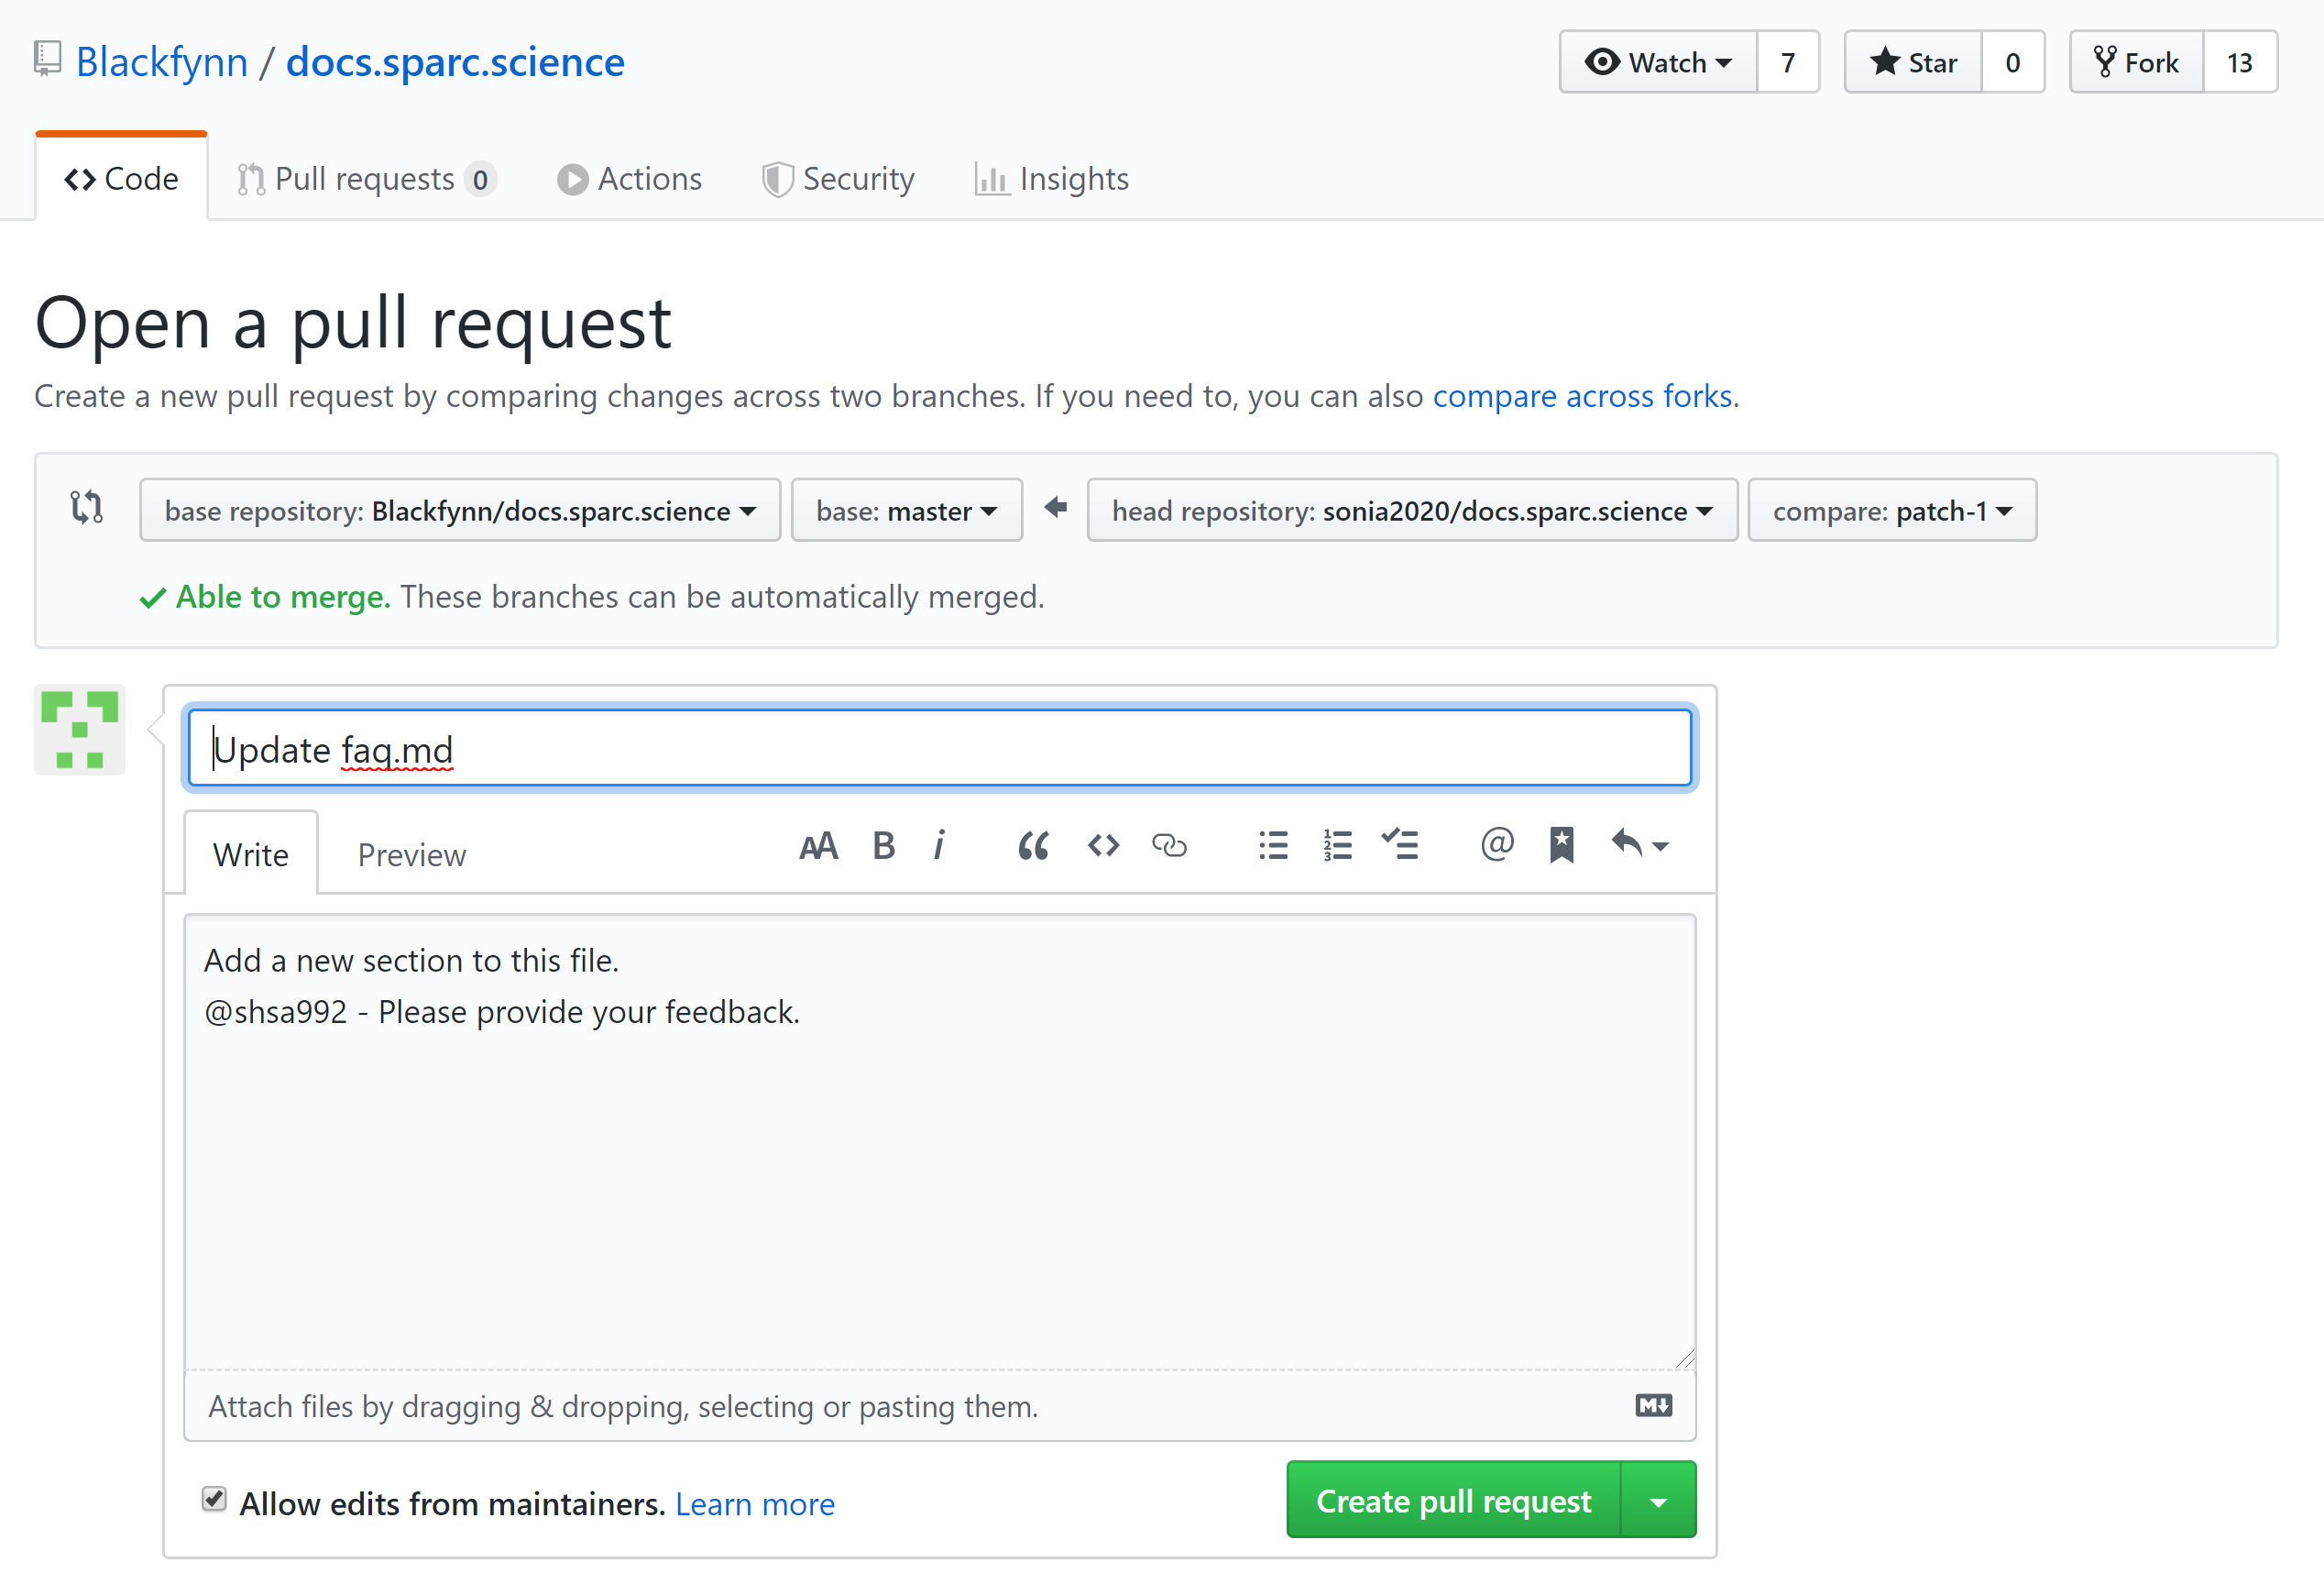 Blackfynn / docs.sparc.science
Watch 7 Star 0 Fork 13
Code Pull requests 0 Actions Security Insights
Open a pull request
Create a new pull request by comparing changes across two branches. If you need to, you can also compare across forks.
base repository: Blackfynn/docs.sparc.science base: master head repository: sonia2020/docs.sparc.science compare: patch-1
Able to merge. These branches can be automatically merged.
Update faq.md
Write Preview AA B i
Add a new section to this file.
@shsa992 - Please provide your feedback.
Attach files by dragging & dropping, selecting or pasting them.
Allow edits from maintainers. Learn more Create pull request